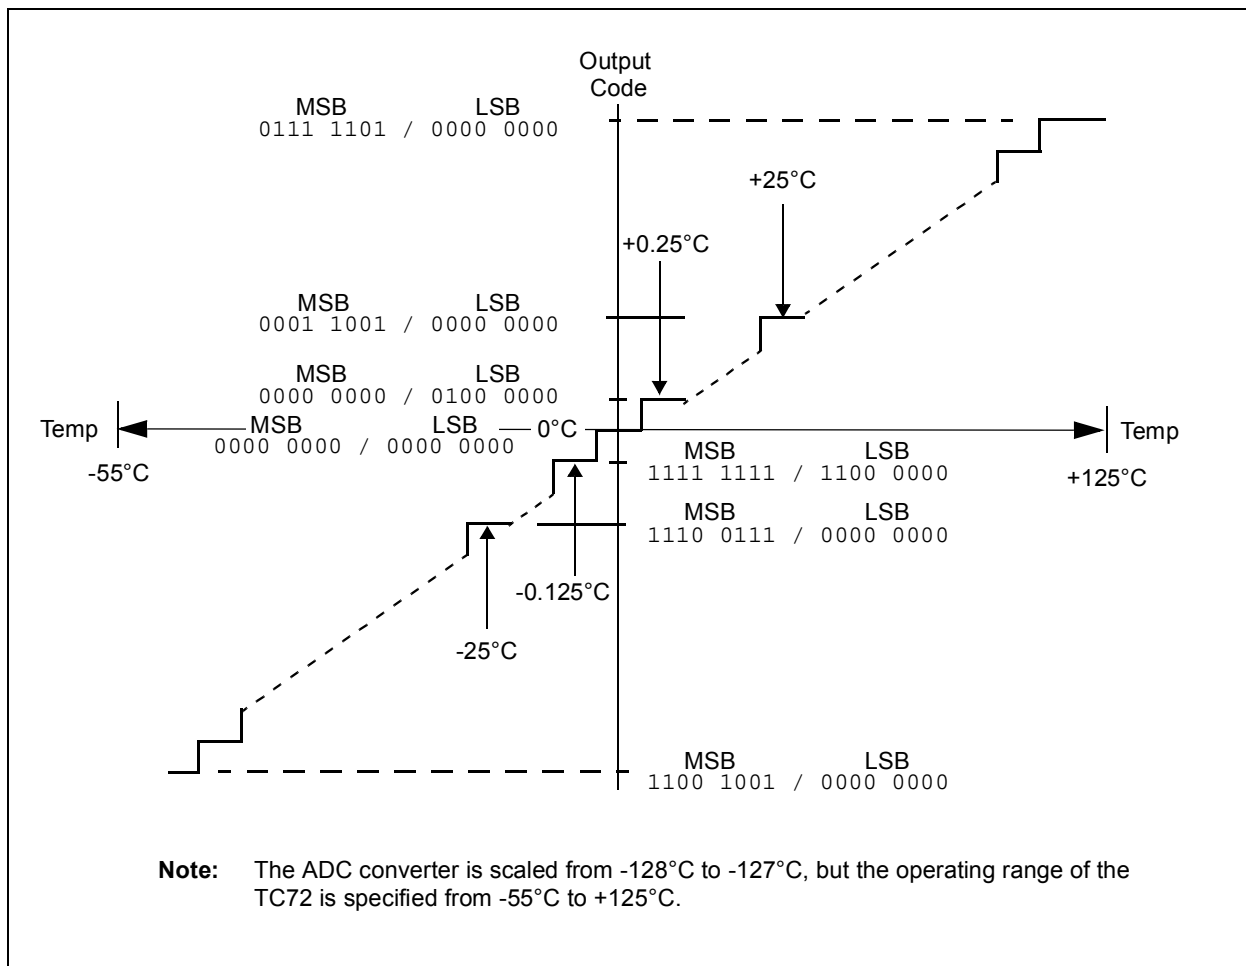 Output
Code
MSB LSB
0111 1101 / 0000 0000
+25°C
+0.25°C
MSB LSB
0001 1001 / 0000 0000
MSB LSB
0000 0000 / 0100 0000
Temp MSB LSB 0°C Temp
0000 0000 / 0000 0000
-55°C
+125°C
MSB LSB
1111 1111 / 1100 0000
MSB LSB
1110 0111 / 0000 0000
-0.125°C
-25°C
MSB LSB
1100 1001 / 0000 0000
Note: The ADC converter is scaled from -128°C to -127°C, but the operating range of the
TC72 is specified from -55°C to +125°C.